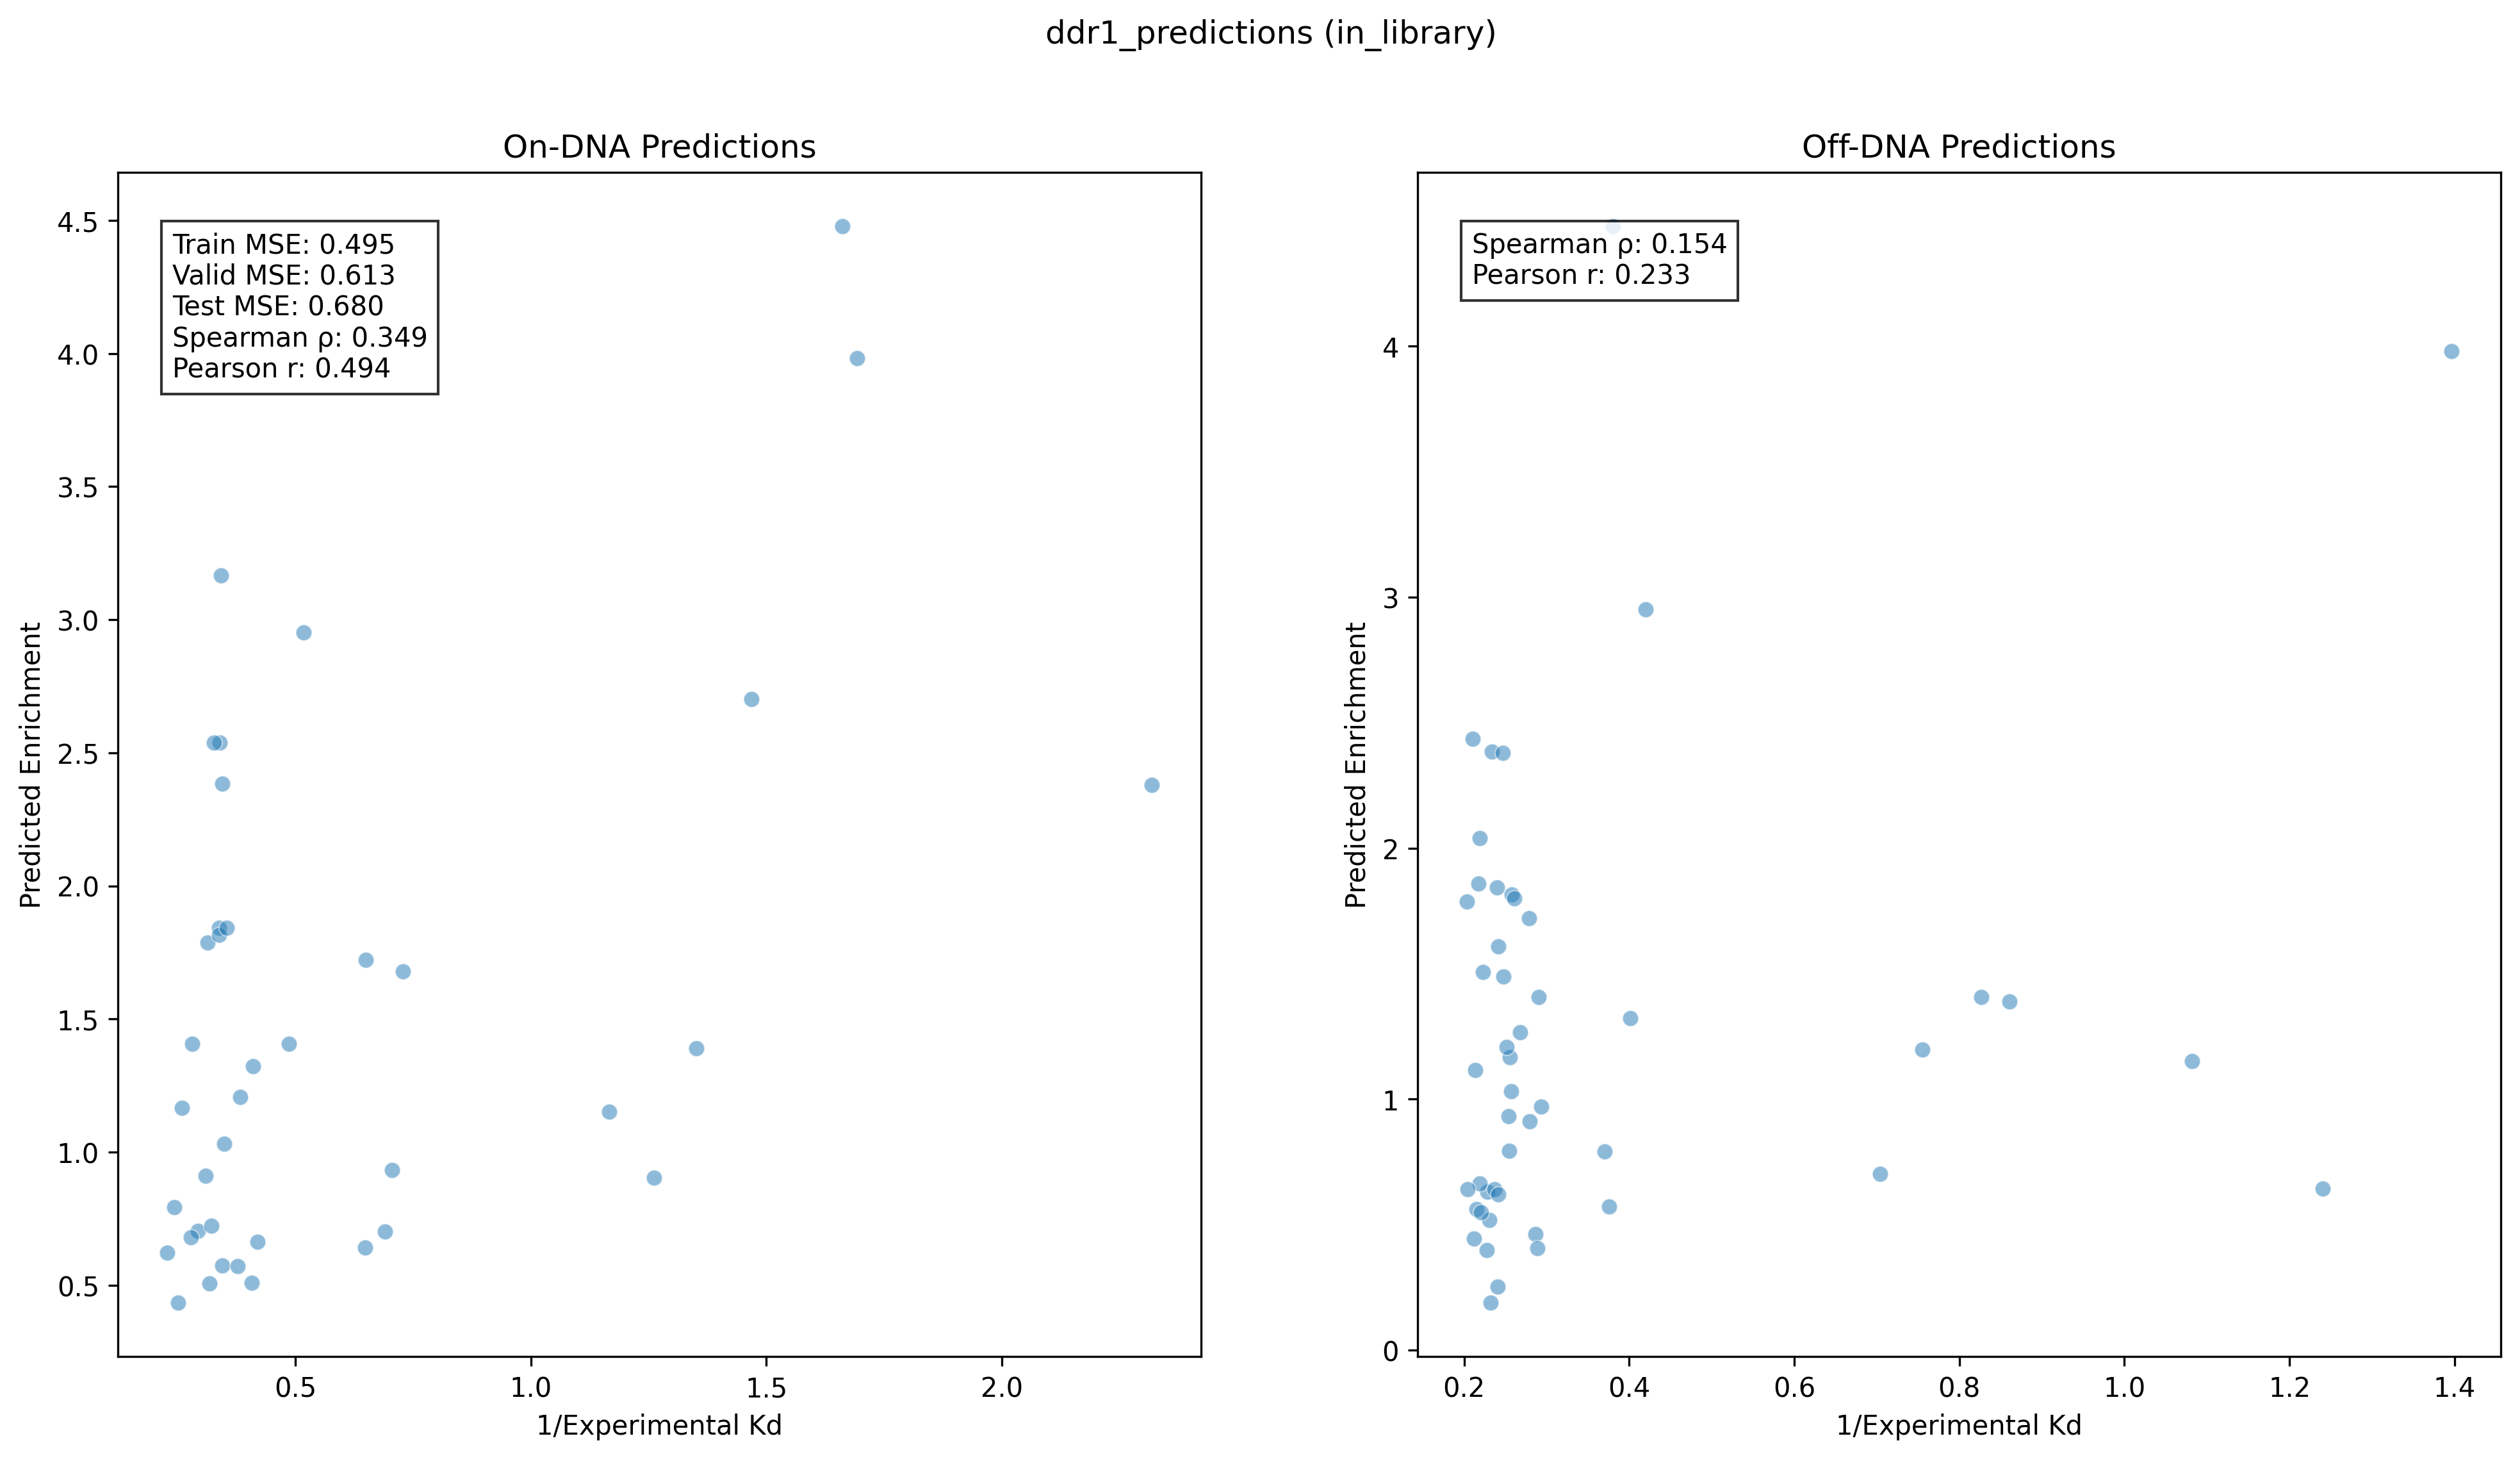 ddr1_predictions (in_library)
On-DNA Predictions
Train MSE: 0.495
Valid MSE: 0.613
Test MSE: 0.680
Spearman ρ: 0.349
Pearson r: 0.494
Predicted Enrichment
4.5
4.0
3.5
3.0
2.5
2.0
1.5
1.0
0.5
0.5
1.0
1.5
2.0
1/Experimental Kd
Off-DNA Predictions
Spearman ρ: 0.154
Pearson r: 0.233
Predicted Enrichment
4
3
2
1
0
0.2
0.4
0.6
0.8
1.0
1.2
1.4
1/Experimental Kd